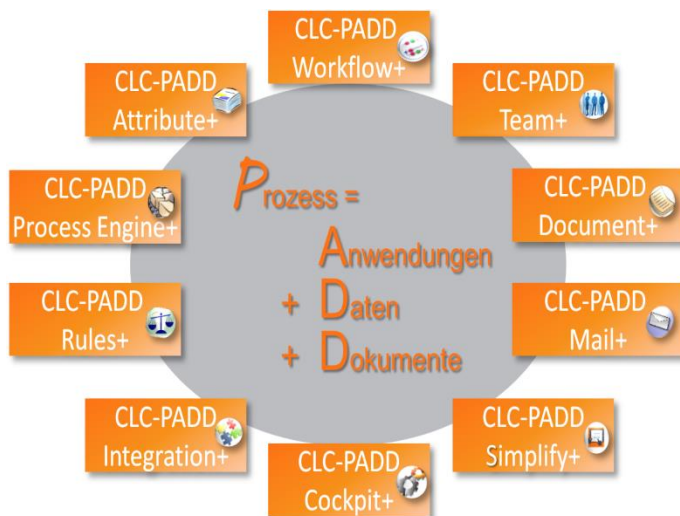 CLC-PADD
Workflow+
CLC-PADD
Attribute+
CLC-PADD
Team+
CLC-PADD
Process Engine+
CLC-PADD
Document+
Prozess =
Anwendungen
+ Daten
+ Dokumente
CLC-PADD
Rules+
CLC-PADD
Mail+
CLC-PADD
Integration+
CLC-PADD
Simplify+
CLC-PADD
Cockpit+